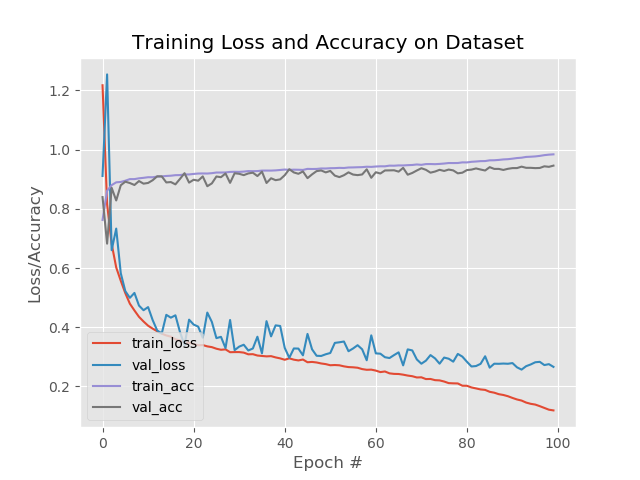 Training Loss and Accuracy on Dataset
Loss/Accuracy
1.2
1.0
0.8
0.6
0.4
0.2
train_loss
val_loss
train_acc
val_acc
0 20 40 60 80 100
Epoch #